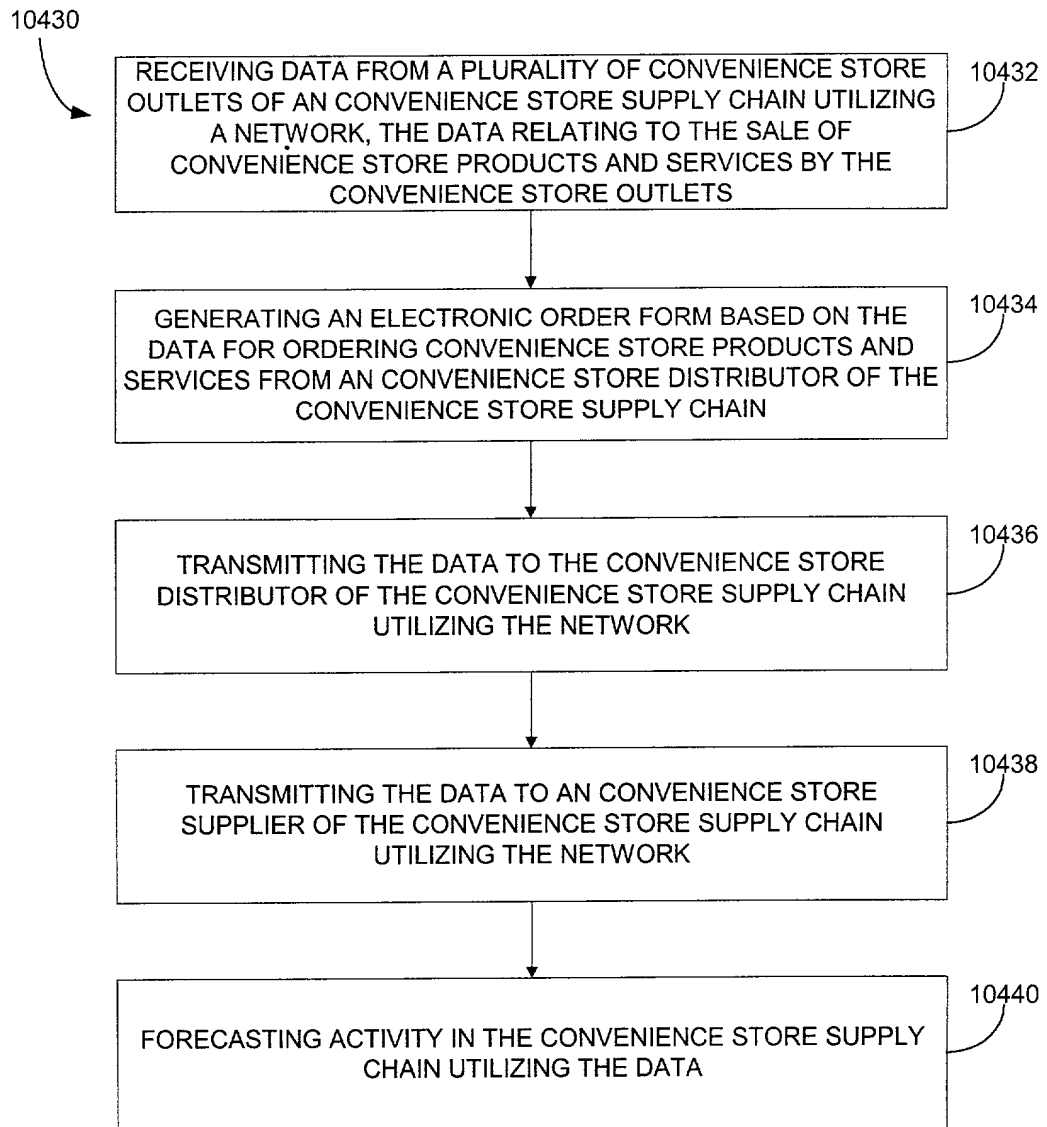 10430
RECEIVING DATA FROM A PLURALITY OF CONVENIENCE STORE
OUTLETS OF AN CONVENIENCE STORE SUPPLY CHAIN UTILIZING
A NETWORK, THE DATA RELATING TO THE SALE OF
CONVENIENCE STORE PRODUCTS AND SERVICES BY THE
CONVENIENCE STORE OUTLETS
10432
GENERATING AN ELECTRONIC ORDER FORM BASED ON THE
DATA FOR ORDERING CONVENIENCE STORE PRODUCTS AND
SERVICES FROM AN CONVENIENCE STORE DISTRIBUTOR OF THE
CONVENIENCE STORE SUPPLY CHAIN
10434
TRANSMITTING THE DATA TO THE CONVENIENCE STORE
DISTRIBUTOR OF THE CONVENIENCE STORE SUPPLY CHAIN
UTILIZING THE NETWORK
10436
TRANSMITTING THE DATA TO AN CONVENIENCE STORE
SUPPLIER OF THE CONVENIENCE STORE SUPPLY CHAIN
UTILIZING THE NETWORK
10438
FORECASTING ACTIVITY IN THE CONVENIENCE STORE SUPPLY
CHAIN UTILIZING THE DATA
10440